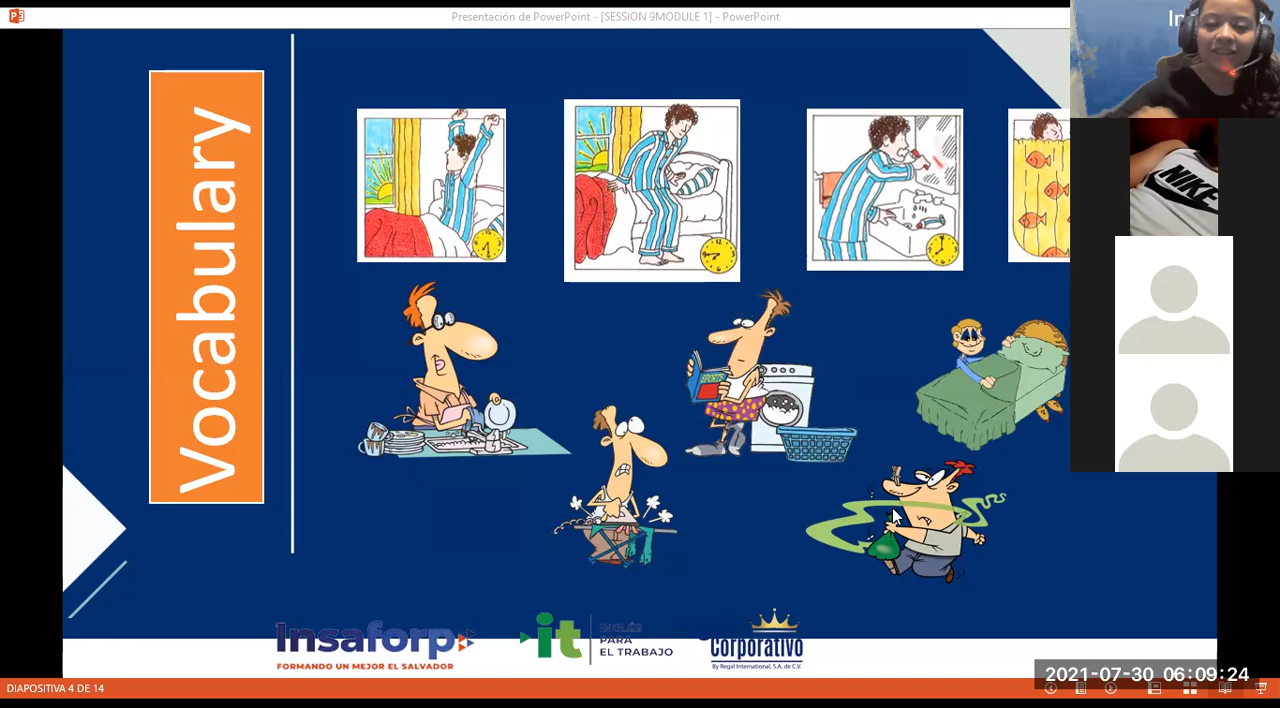 Presentación de PowerPoint - [SESSION 9MODULE 1] - PowerPoint
Vocabulary
NIKE
Insaforp
FORMANDO UN MEJOR EL SALVADOR
it
INGLÉS
PARA
EL TRABAJO
Corporativo
By Regal International, S.A. de C.V.
2021-07-30 06:09:24
DIAPOSITIVA 4 DE 14